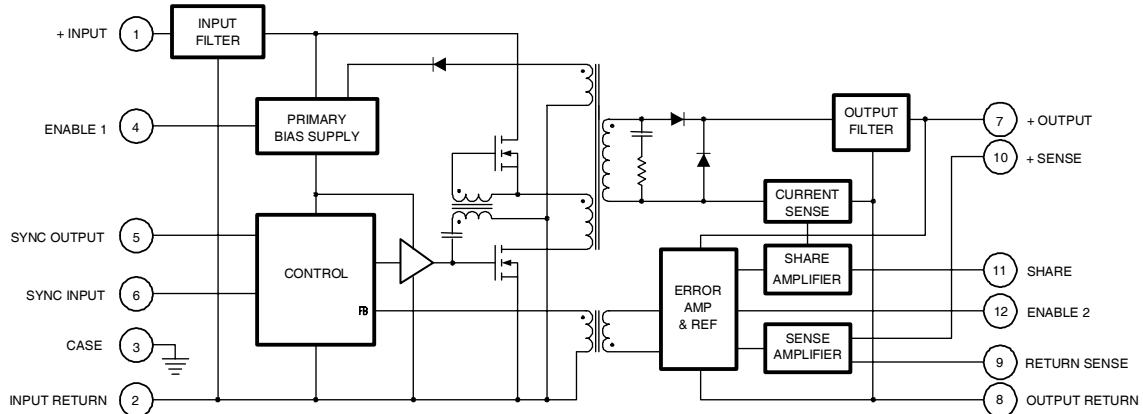 + INPUT
1
INPUT
FILTER
ENABLE 1
4
PRIMARY
BIAS SUPPLY
SYNC OUTPUT
5
SYNC INPUT
6
CONTROL
FB
CASE
3
INPUT RETURN
2
OUTPUT
FILTER
7
+ OUTPUT
10
+ SENSE
CURRENT
SENSE
SHARE
AMPLIFIER
11
SHARE
ERROR
AMP
& REF
12
ENABLE 2
SENSE
AMPLIFIER
9
RETURN SENSE
8
OUTPUT RETURN